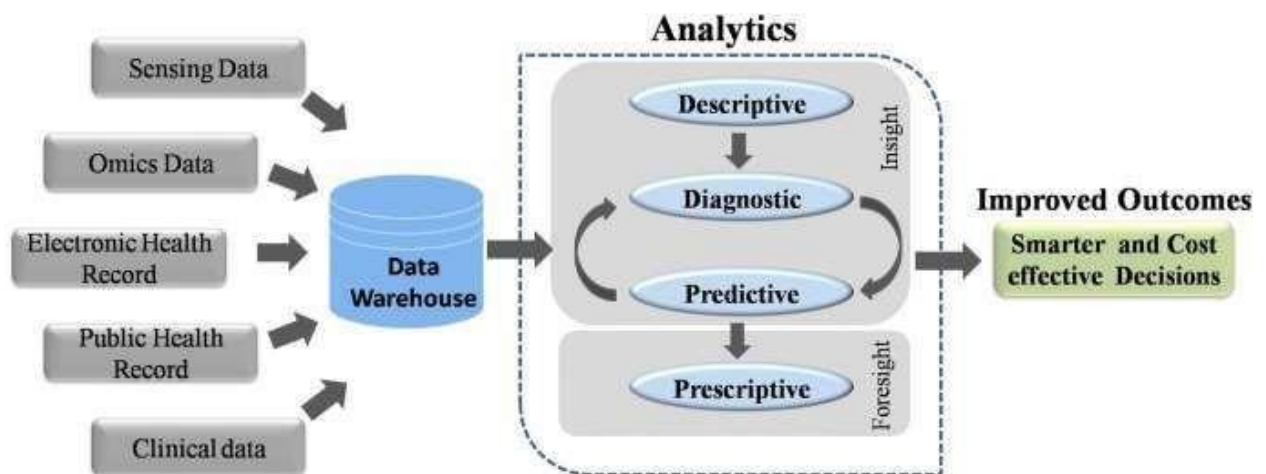 Sensing Data
Omics Data
Electronic Health
Record
Public Health
Record
Clinical data
Data
Warehouse
Analytics
Descriptive
Diagnostic
Predictive
Insight
Prescriptive
Foresight
Improved Outcomes
Smarter and Cost
effective Decisions